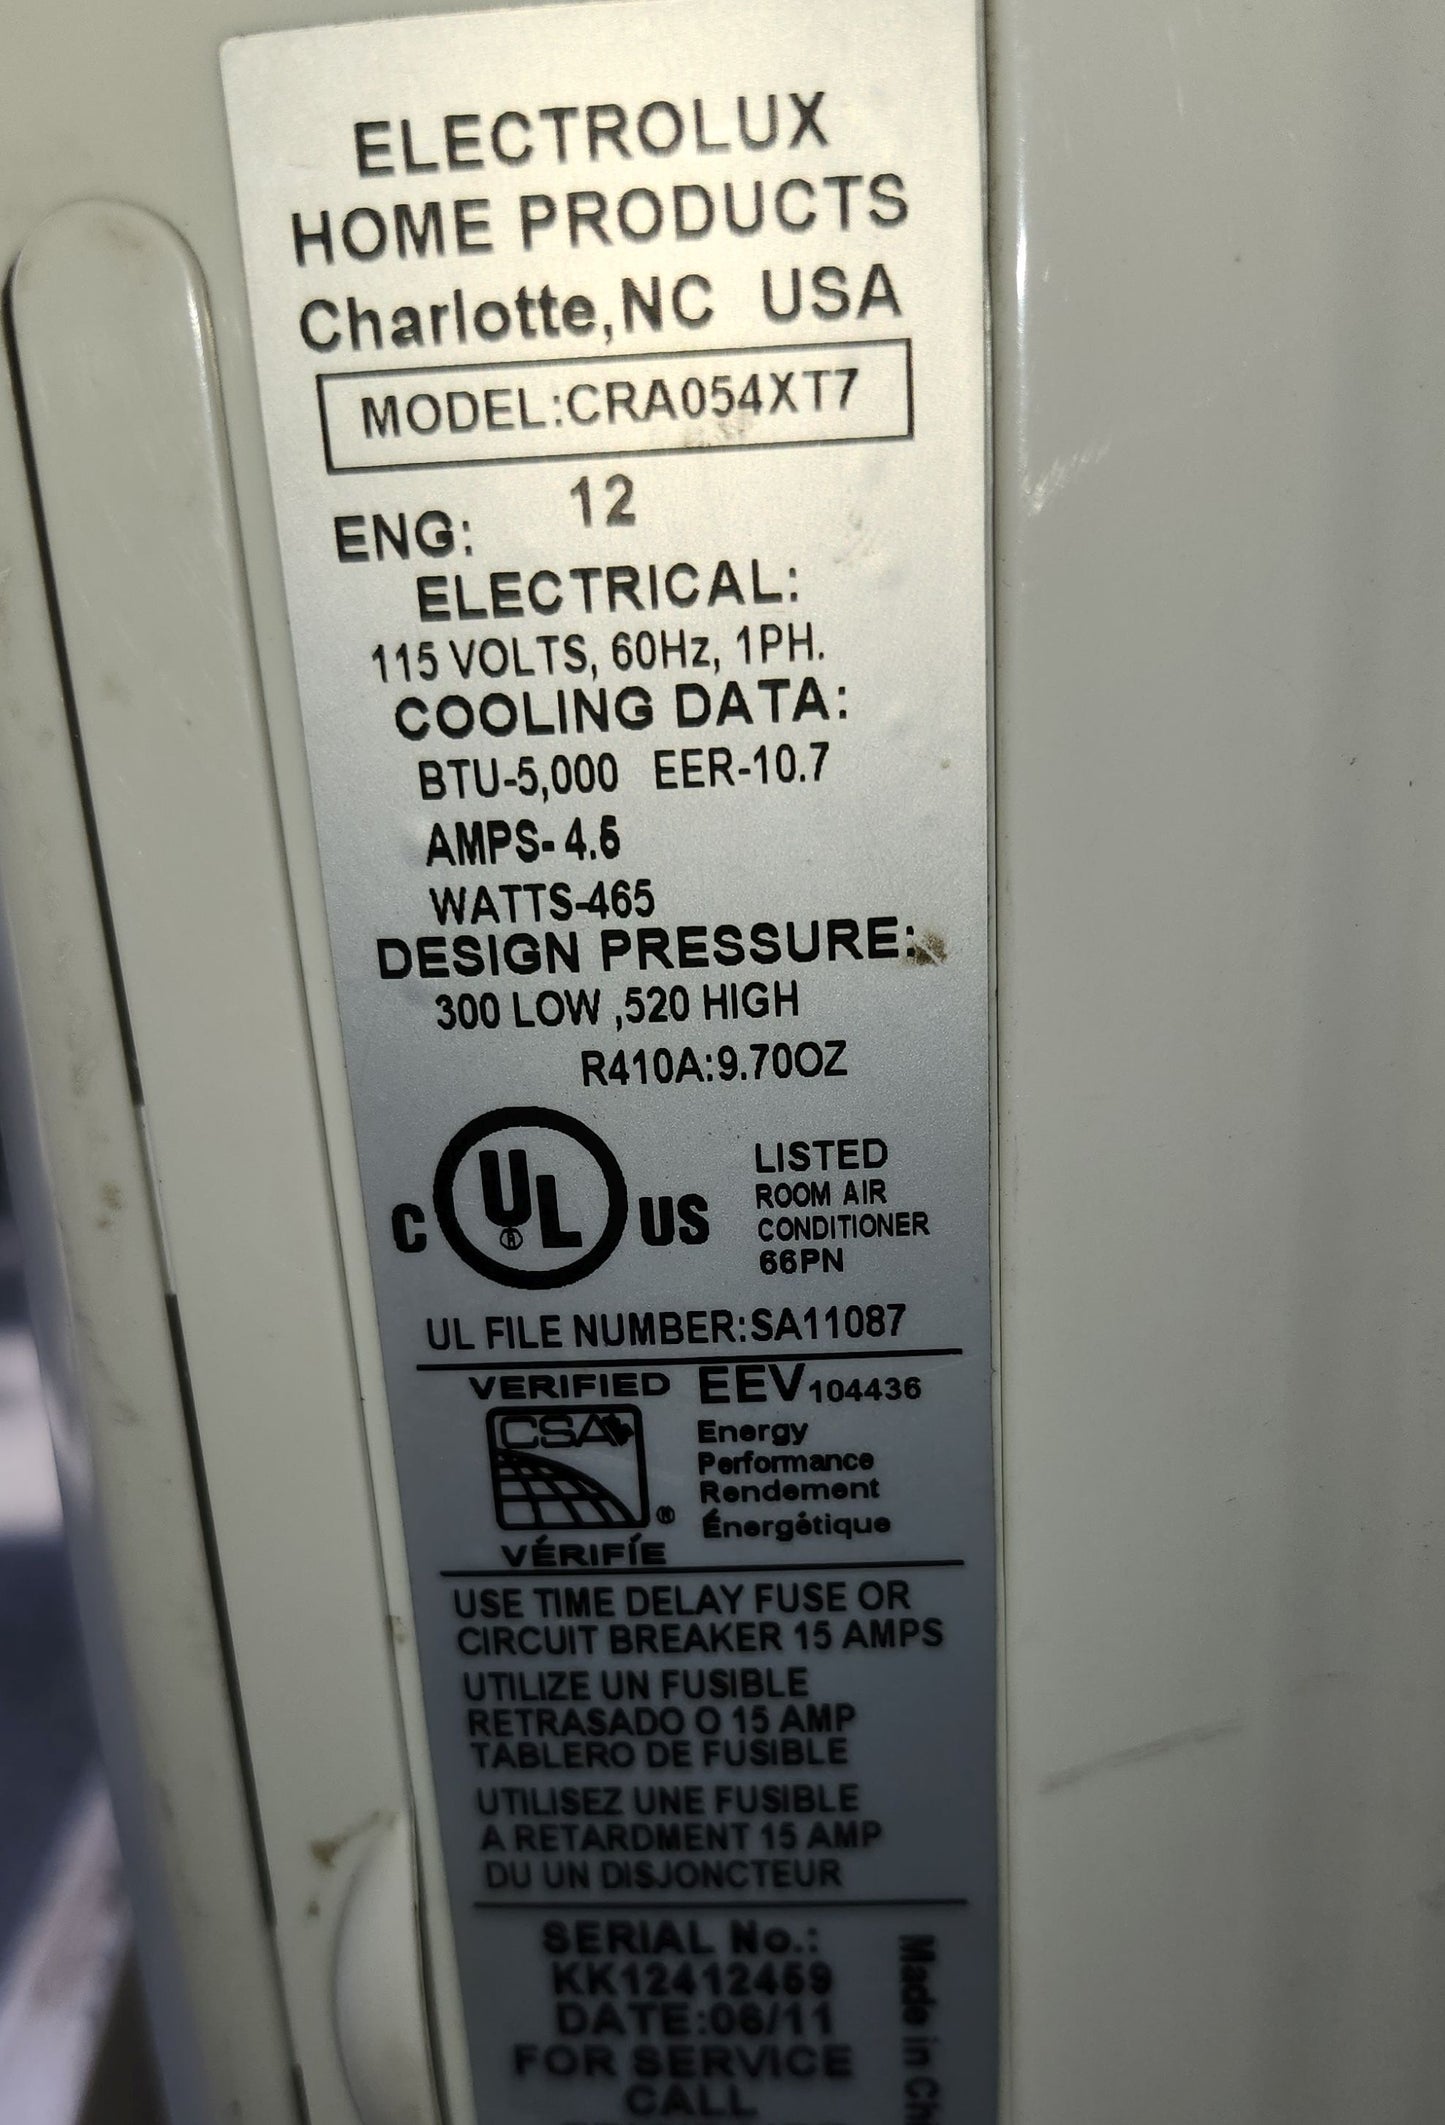 ELECTROLUX
HOME PRODUCTS
Charlotte,NC USA
MODEL:CRA054XT7
ENG: 12
ELECTRICAL:
115 VOLTS, 60Hz, 1PH.
COOLING DATA:
BTU-5,000 EER-10.7
AMPS-
WATTS-465
DESIGN PRESSURE:
300 LOW ,520 HIGH
R410A:9.70OZ
C UL® US
LISTED
ROOM AIR
CONDITIONER
66PN
UL FILE NUMBER:SA11087
VERIFIED EEV104436
CSA ®
Energy
Performance
Rendement
Énergétique
VÉRIFÍE
USE TIME DELAY FUSE OR
CIRCUIT BREAKER 15 AMPS
UTILIZE UN FUSIBLE
RETRASADO O 15 AMP
TABLERO DE FUSIBLE
UTILISEZ UNE FUSIBLE
A RETARDMENT 15 AMP
DU UN DISJONCTEUR
SERIAL No.:
KK12412459
DATE:06/11
FOR SERVICE
CALL
Made in